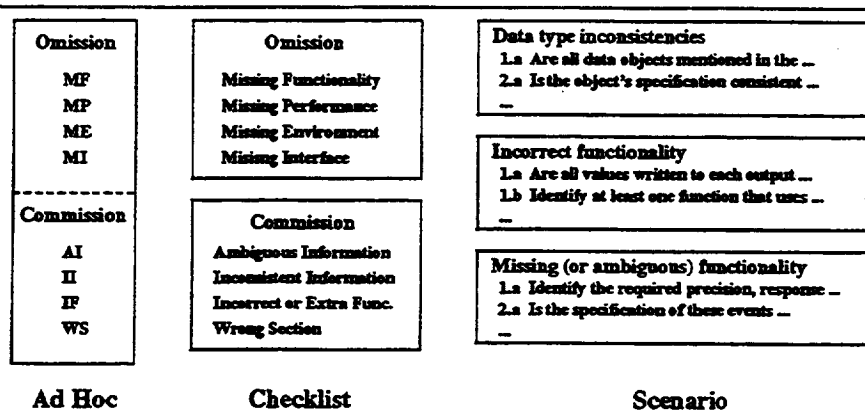 Omission
MF
MP
ME
MI
Commission
AI
II
IF
WS
Ad Hoc
Omission
Missing Functionality
Missing Performance
Missing Environment
Misisng Interface
Commission
Ambiguous Information
Inconsistent Information
Incorrect or Extra Func.
Wrong Section
Checklist
Data type inconsistencies
1.a Are all data objects mentioned in the ...
2.a Is the object's specification consistent ...
...
Incorrect functionality
1.a Are all values written to each output ...
1.b Identify at least one function that uses ...
...
Missing (or ambiguous) functionality
1.a Identify the required precision, response ...
2.a Is the specification of these events ...
...
Scenario